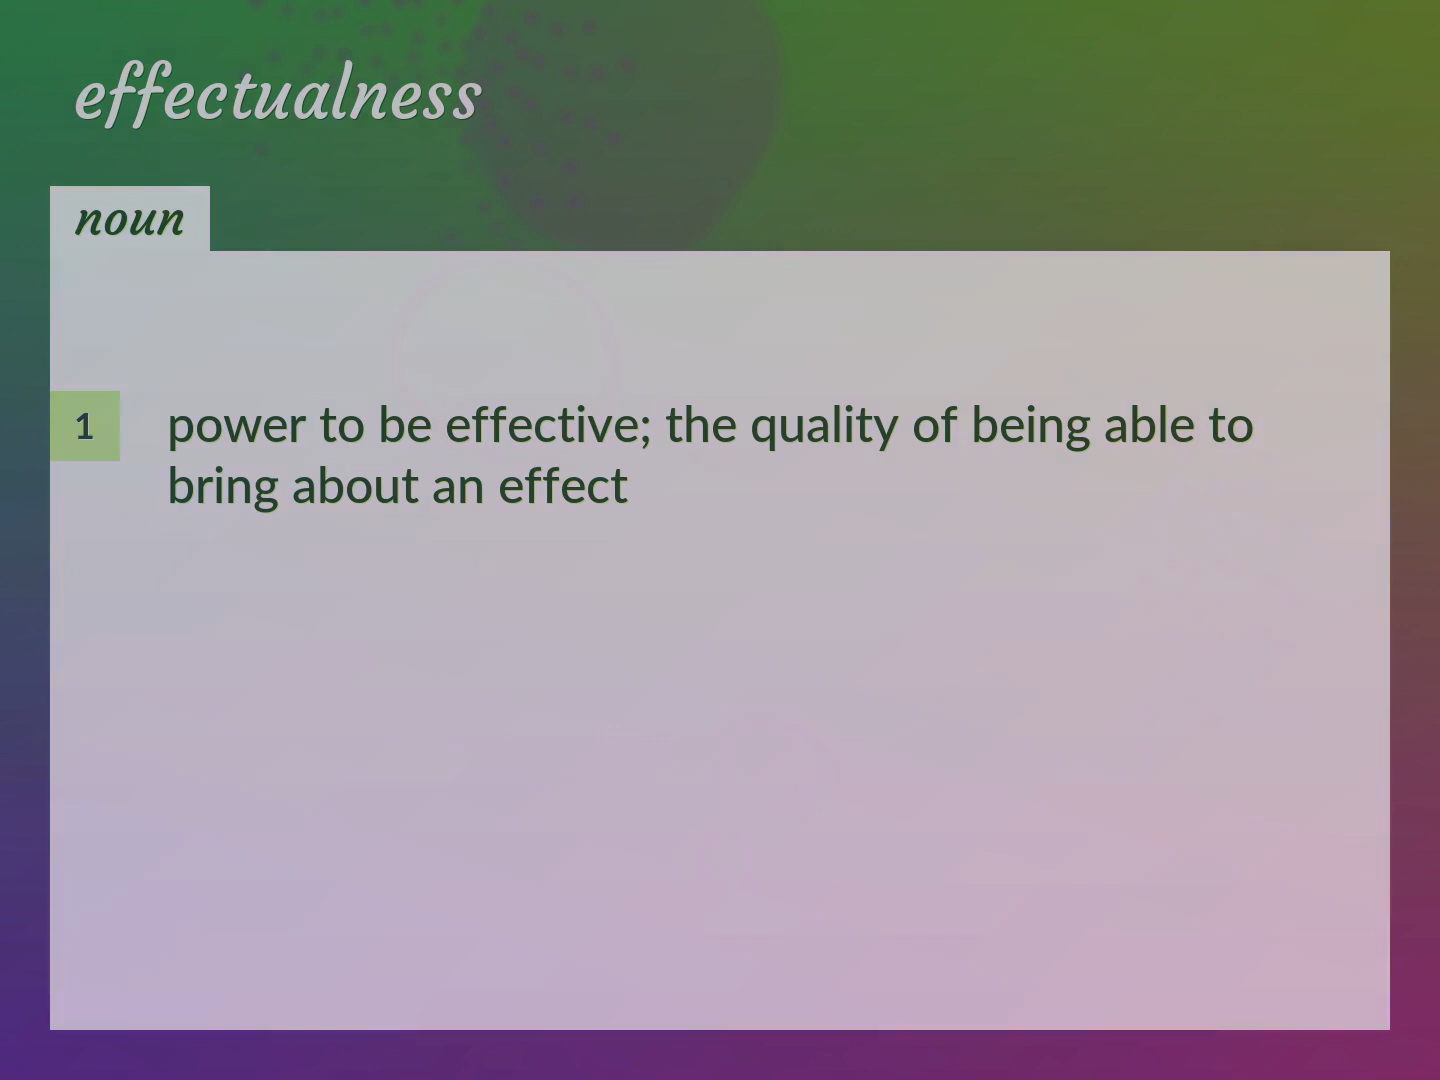 effectualness
noun
1 power to be effective; the quality of being able to
bring about an effect